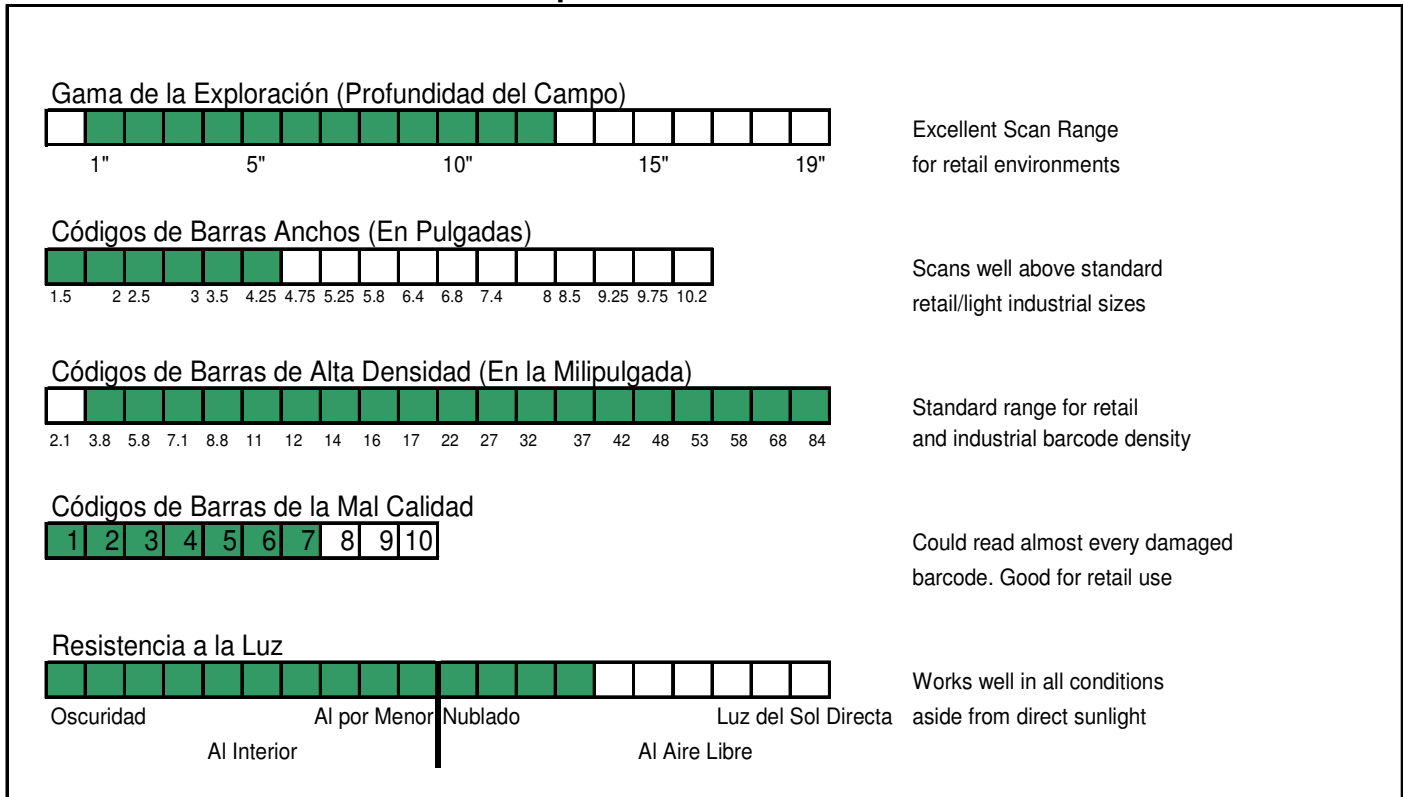 Gama de la Exploración (Profundidad del Campo)
1" 5" 10" 15" 19"
Excellent Scan Range
for retail environments
Códigos de Barras Anchos (En Pulgadas)
1.5 2 2.5 3 3.5 4.25 4.75 5.25 5.8 6.4 6.8 7.4 8 8.5 9.25 9.75 10.2
Scans well above standard
retail/light industrial sizes
Códigos de Barras de Alta Densidad (En la Milipulgada)
2.1 3.8 5.8 7.1 8.8 11 12 14 16 17 22 27 32 37 42 48 53 58 68 84
Standard range for retail
and industrial barcode density
Códigos de Barras de la Mal Calidad
1 2 3 4 5 6 7 8 9 10
Could read almost every damaged
barcode. Good for retail use
Resistencia a la Luz
Oscuridad Al por Menor Nublado Luz del Sol Directa
Al Interior Al Aire Libre
Works well in all conditions
aside from direct sunlight